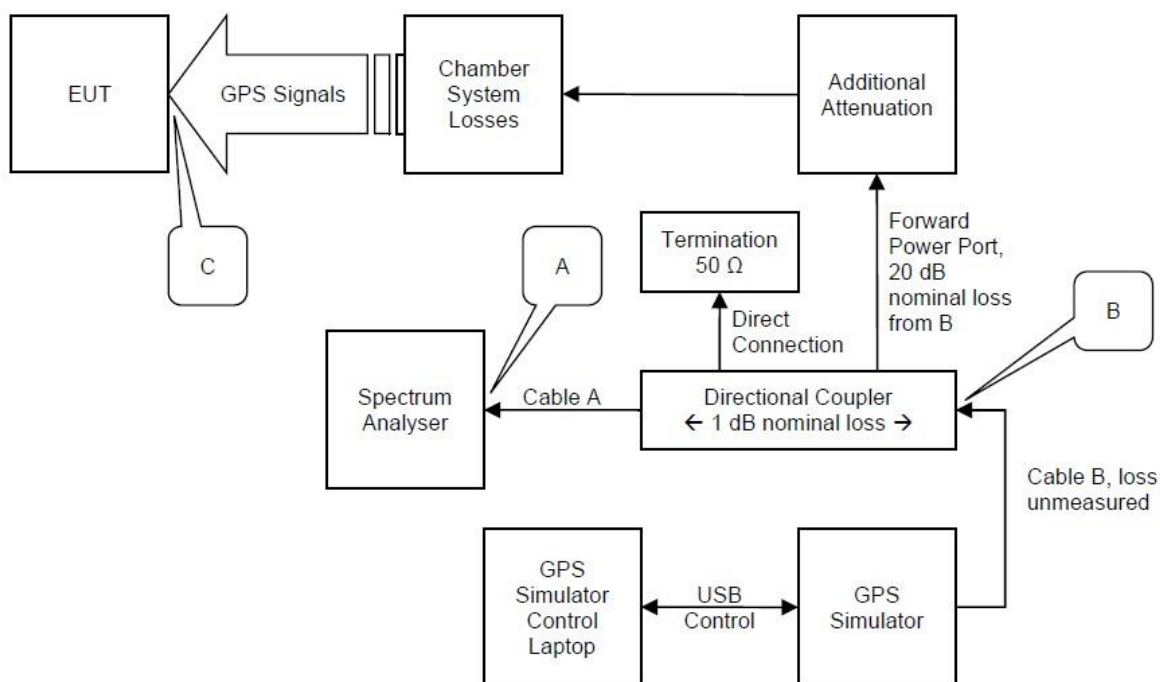 EUT
GPS Signals
Chamber
System
Losses
Additional
Attenuation
C
A
Termination
50 Ω
Forward
Power Port,
20 dB
nominal loss
from B
B
Direct
Connection
Spectrum
Analyser
Cable A
Directional Coupler
← 1 dB nominal loss →
Cable B, loss
unmeasured
GPS
Simulator
Control
Laptop
USB
Control
GPS
Simulator